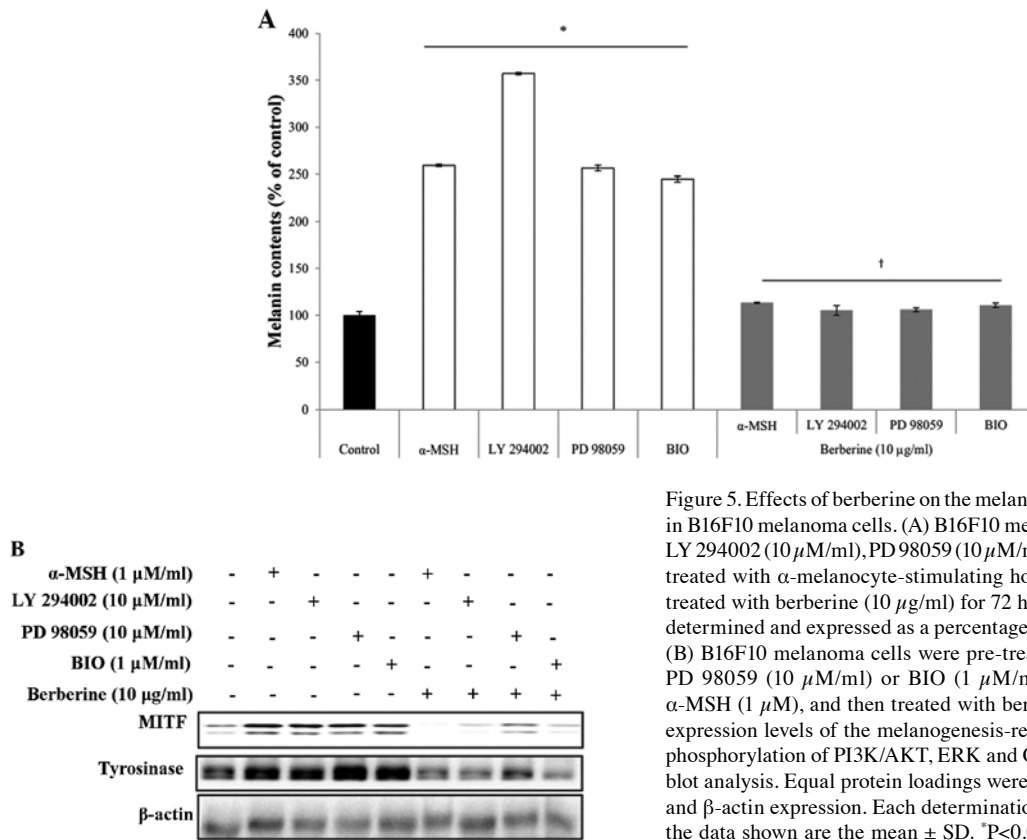 A
400
350
300
250
200
150
100
50
0
Melanin contents (% of control)
*
†
α-MSH LY 294002 PD 98059 BIO
Control α-MSH LY 294002 PD 98059 BIO Berberine (10 µg/ml)
B
α-MSH (1 µM/ml) - + - - - + - - -
LY 294002 (10 µM/ml) - - + - - - + - -
PD 98059 (10 µM/ml) - - - + - - - + -
BIO (1 µM/ml) - - - - + - - - +
Berberine (10 µg/ml) - - - - - + + + +
MITF
Tyrosinase
β-actin
Figure 5. Effects of berberine on the melan
in B16F10 melanoma cells. (A) B16F10 me
LY 294002 (10 µM/ml), PD 98059 (10 µM/m
treated with α-melanocyte-stimulating ho
treated with berberine (10 µg/ml) for 72 h
determined and expressed as a percentage
(B) B16F10 melanoma cells were pre-trea
PD 98059 (10 µM/ml) or BIO (1 µM/m
α-MSH (1 µM), and then treated with ber
expression levels of the melanogenesis-re
phosphorylation of PI3K/AKT, ERK and
blot analysis. Equal protein loadings were
and β-actin expression. Each determinatio
the data shown are the mean ± SD. *P<0.